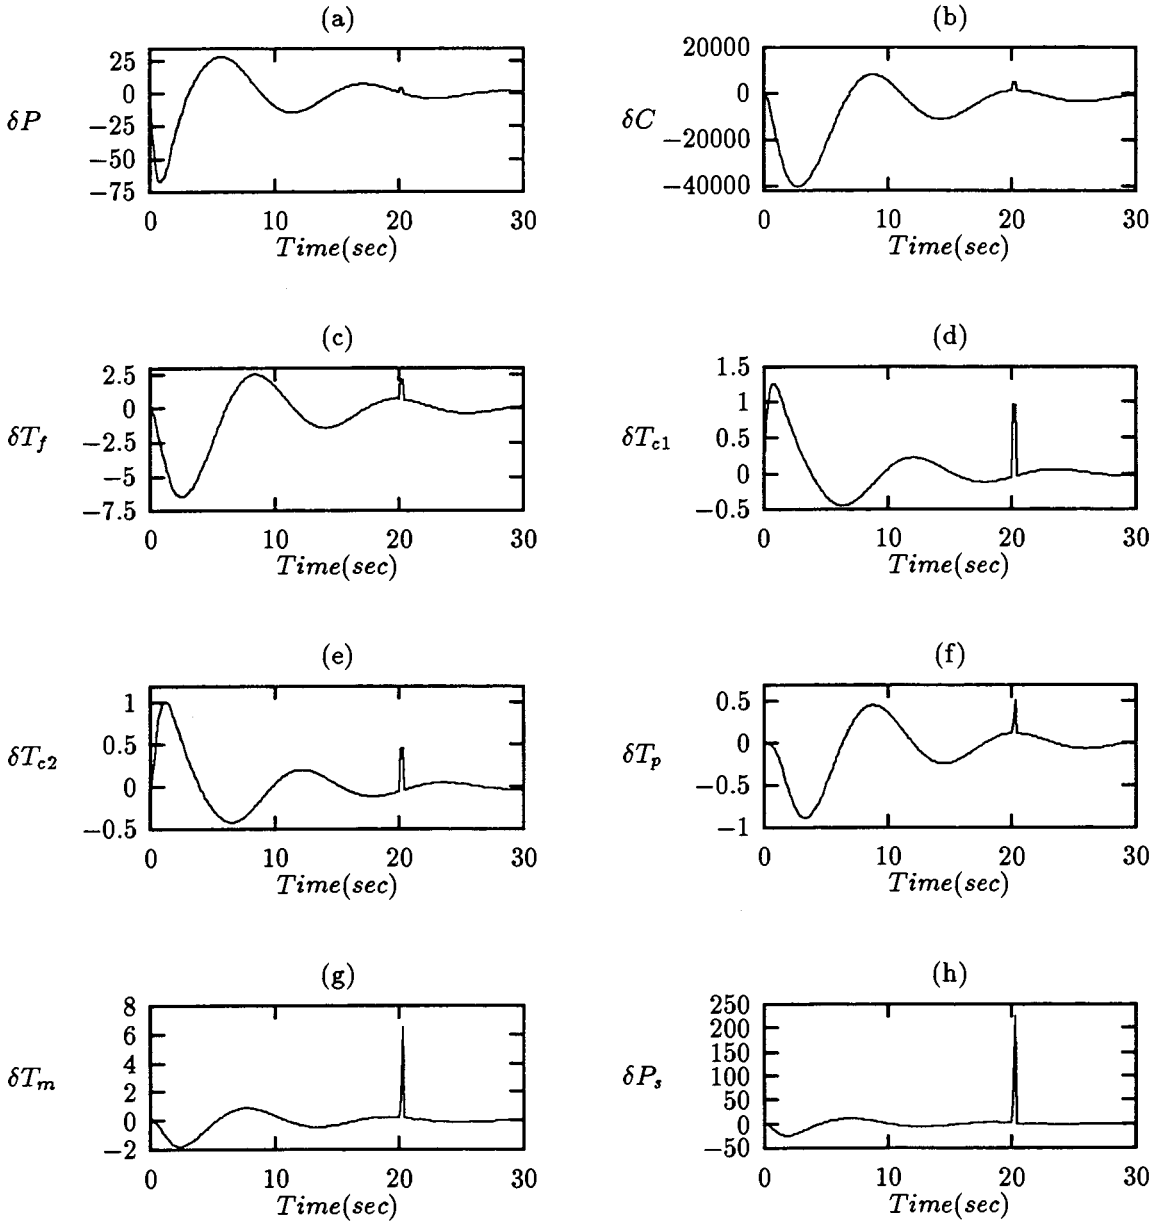 (a)
25
0
−25
−50
−75
δP
0 10 20 30
Time(sec)
(b)
20000
0
−20000
−40000
δC
0 10 20 30
Time(sec)
(c)
2.5
0
−2.5
−5
−7.5
δT_f
0 10 20 30
Time(sec)
(d)
1.5
1
0.5
0
−0.5
δT_c1
0 10 20 30
Time(sec)
(e)
1
0.5
0
−0.5
δT_c2
0 10 20 30
Time(sec)
(f)
0.5
0
−0.5
−1
δT_p
0 10 20 30
Time(sec)
(g)
8
6
4
2
0
−2
δT_m
0 10 20 30
Time(sec)
(h)
250
200
150
100
50
0
−50
δP_s
0 10 20 30
Time(sec)